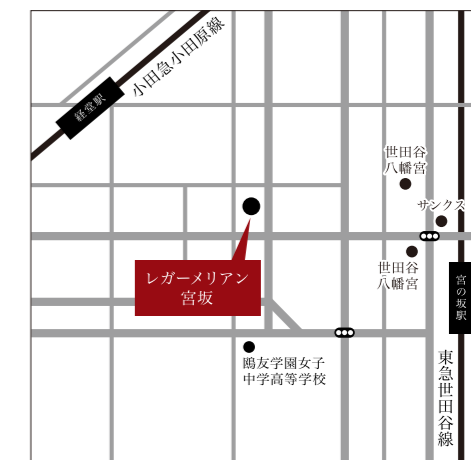 小田急小田原線
経堂駅
世田谷
八幡宮
サンクス
世田谷
八幡宮
レガーメリアン
宮坂
宮の坂駅
鷗友学園女子
中学高等学校
東急世田谷線